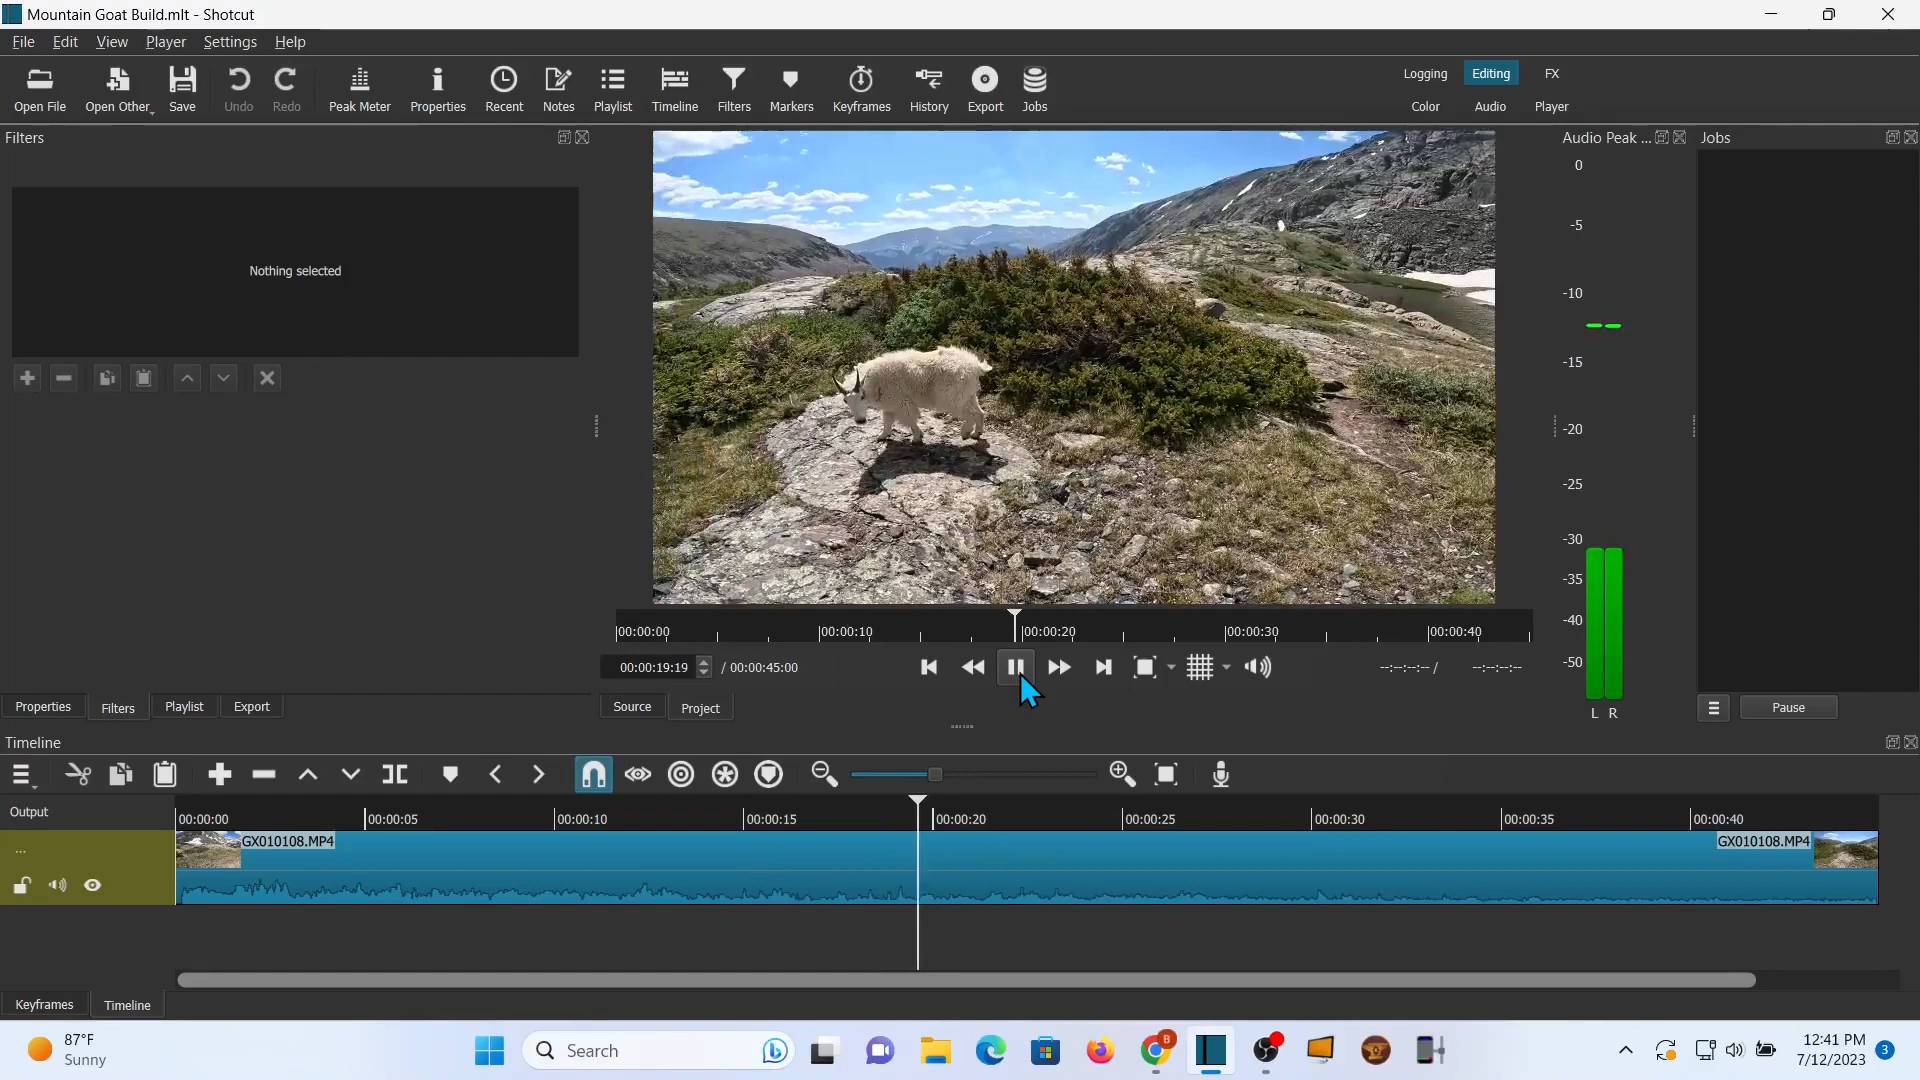 Mountain Goat Build.mlt - Shotcut
File Edit View Player Settings Help
Open File Open Other Save Undo Redo Peak Meter Properties Recent Notes Playlist Timeline Filters Markers Keyframes History Export Jobs
Logging Editing FX
Color Audio Player
Filters
Audio Peak ...
Jobs
Nothing selected
0
-5
-10
-15
-20
-25
-30
-35
-40
-50
L R
00:00:00 00:00:10 00:00:20 00:00:30 00:00:40
00:00:19:19 / 00:00:45:00
--:--:--:-- / --:--:--:--
Properties Filters Playlist Export
Source Project
Pause
Timeline
Output
00:00:00 00:00:05 00:00:10 00:00:15 00:00:20 00:00:25 00:00:30 00:00:35 00:00:40
...
GX010108.MP4 GX010108.MP4
Keyframes Timeline
87°F
Sunny
Search
B
12:41 PM
7/12/2023
3